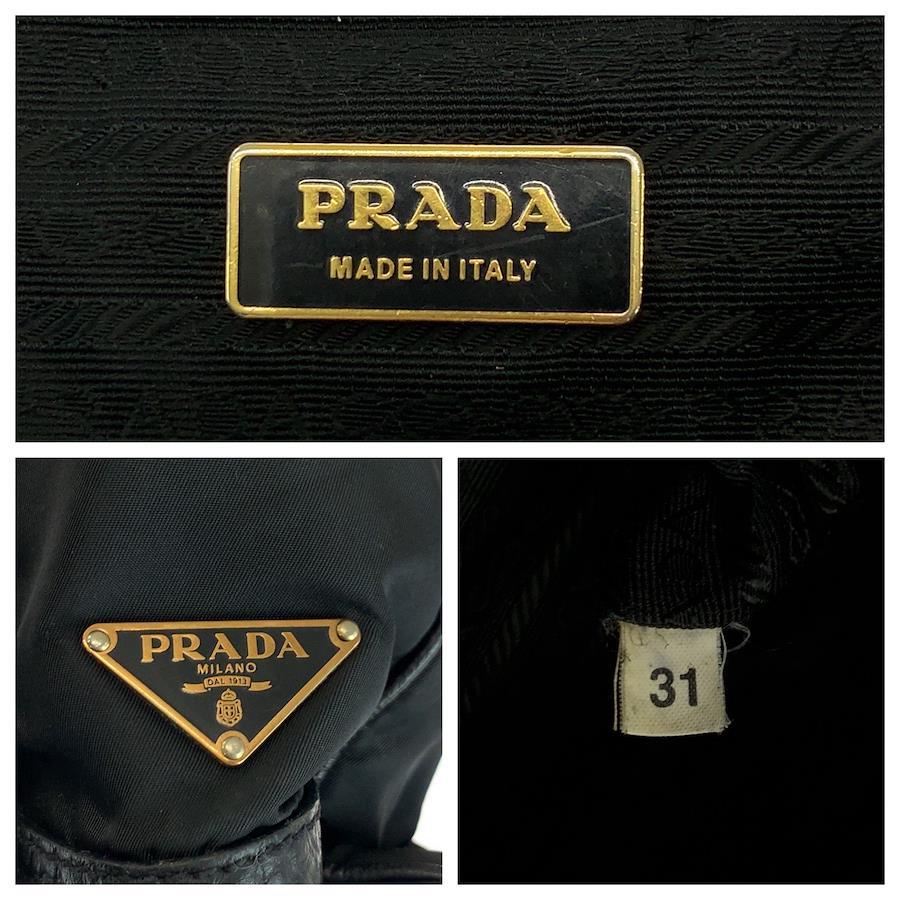 PRADA
MADE IN ITALY
PRADA
MILANO
DAL 1913
31